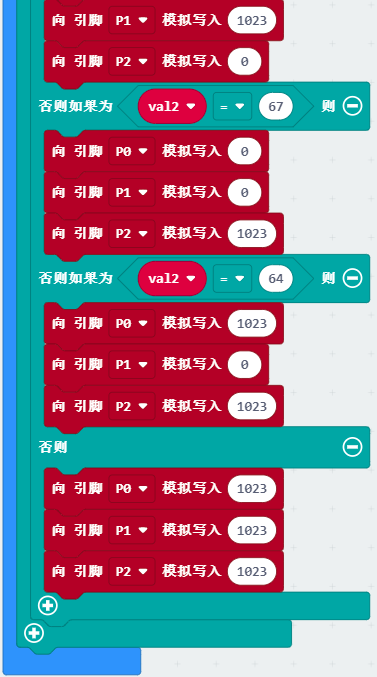 向 引脚 P1 模拟写入 1023
向 引脚 P2 模拟写入 0
否则如果为 val2 = 67 则
向 引脚 P0 模拟写入 0
向 引脚 P1 模拟写入 0
向 引脚 P2 模拟写入 1023
否则如果为 val2 = 64 则
向 引脚 P0 模拟写入 1023
向 引脚 P1 模拟写入 0
向 引脚 P2 模拟写入 1023
否则
向 引脚 P0 模拟写入 1023
向 引脚 P1 模拟写入 1023
向 引脚 P2 模拟写入 1023